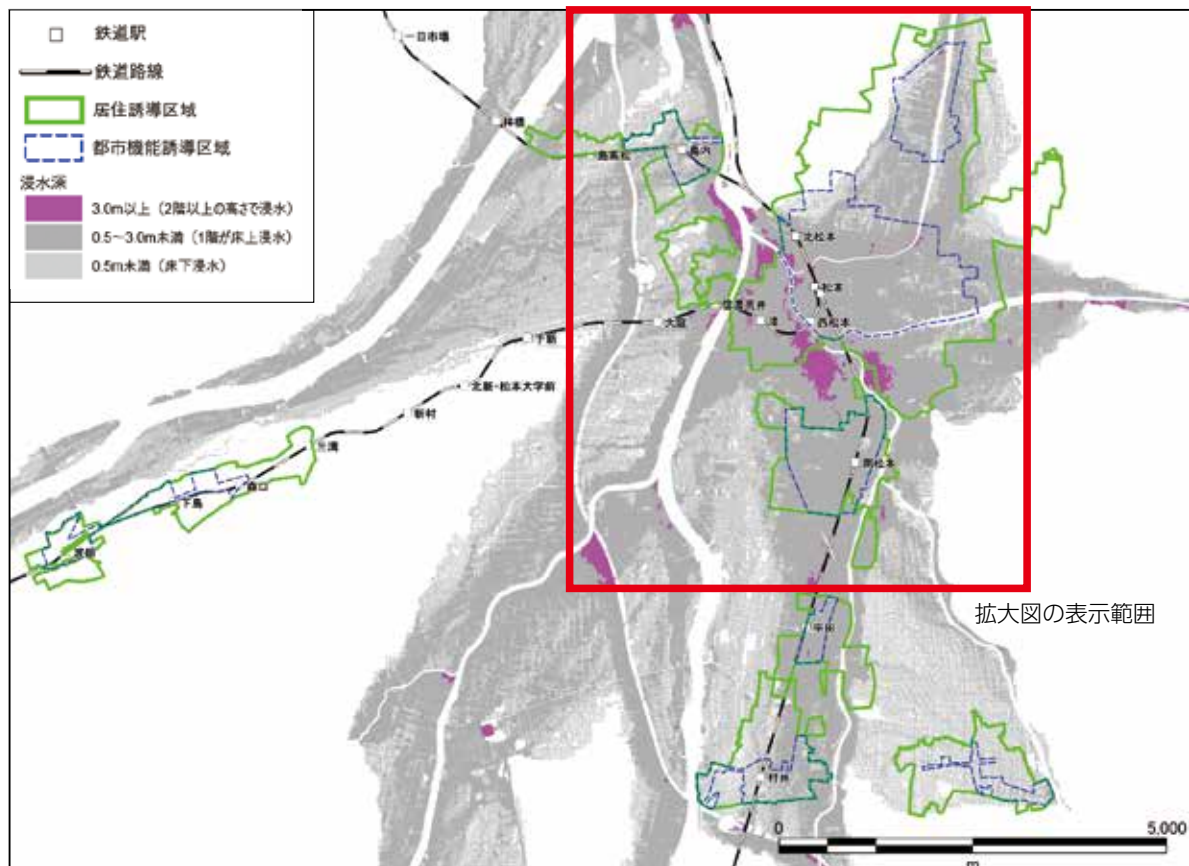 鉄道駅
鉄道路線
居住誘導区域
都市機能誘導区域
浸水深
3.0m以上（2階以上の高さで浸水）
0.5～3.0m未満（1階が床上浸水）
0.5m未満（床下浸水）
一日市場
梓橋
島高松
島内
北松本
松本
西松本
渚
信濃荒井
大庭
下新
北新・松本大学前
新村
三溝
森口
下島
渡部
南松本
平田
村井
拡大図の表示範囲
0
5,000
m